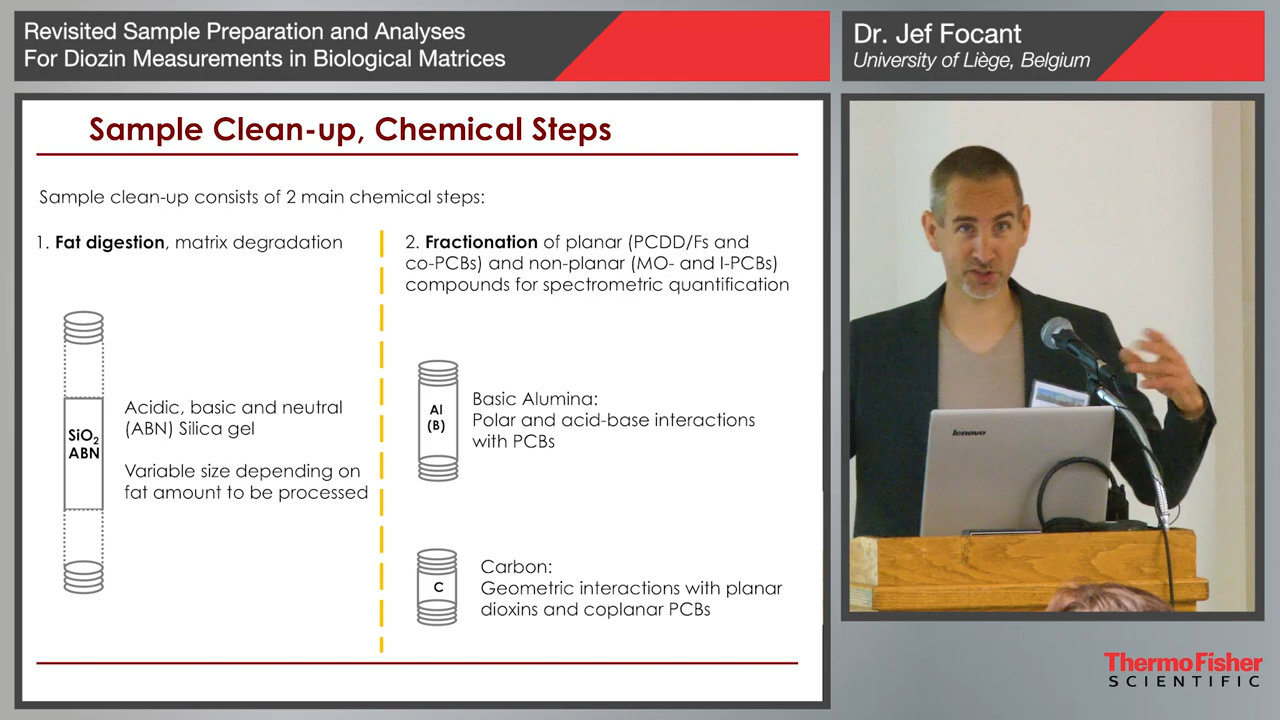 Revisited Sample Preparation and Analyses
For Diozin Measurements in Biological Matrices
Dr. Jef Focant
University of Liège, Belgium
Sample Clean-up, Chemical Steps
Sample clean-up consists of 2 main chemical steps:
1. Fat digestion, matrix degradation
SiO₂
ABN
Acidic, basic and neutral
(ABN) Silica gel
Variable size depending on
fat amount to be processed
2. Fractionation of planar (PCDD/Fs and
co-PCBs) and non-planar (MO- and I-PCBs)
compounds for spectrometric quantification
Al
(B)
Basic Alumina:
Polar and acid-base interactions
with PCBs
C
Carbon:
Geometric interactions with planar
dioxins and coplanar PCBs
lenovo
ThermoFisher
SCIENTIFIC